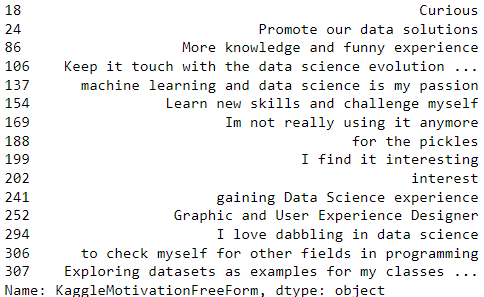 18 Curious
24 Promote our data solutions
86 More knowledge and funny experience
106 Keep it touch with the data science evolution ...
137 machine learning and data science is my passion
154 Learn new skills and challenge myself
169 Im not really using it anymore
188 for the pickles
199 I find it interesting
202 interest
241 gaining Data Science experience
252 Graphic and User Experience Designer
294 I love dabbling in data science
306 to check myself for other fields in programming
307 Exploring datasets as examples for my classes ...
Name: KaggleMotivationFreeForm, dtype: object